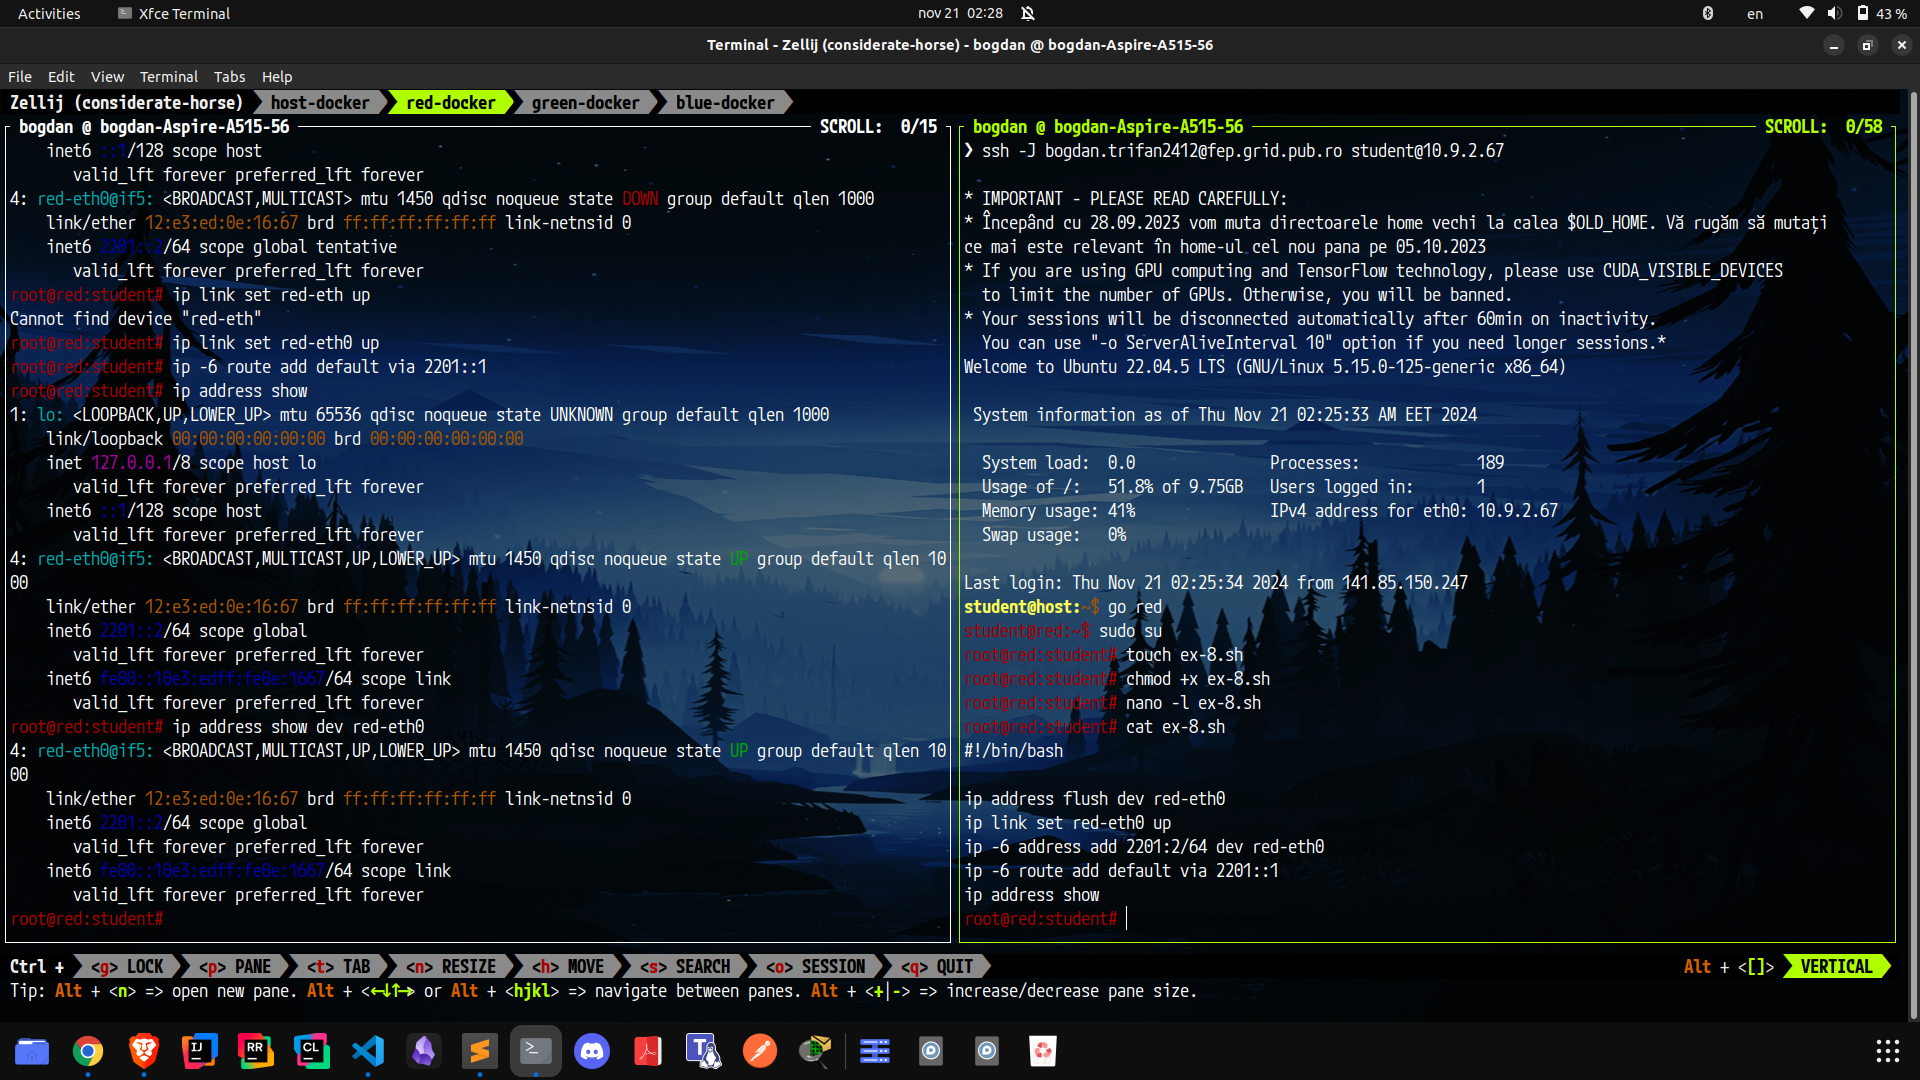 Activities
Xfce Terminal
nov 21 02:28
en
43 %
Terminal - Zellij (considerate-horse) - bogdan @ bogdan-Aspire-A515-56
File Edit View Terminal Tabs Help
Zellij (considerate-horse) host-docker red-docker green-docker blue-docker
bogdan @ bogdan-Aspire-A515-56 SCROLL: 0/15
inet6 ::1/128 scope host
valid_lft forever preferred_lft forever
4: red-eth0@if5: <BROADCAST,MULTICAST> mtu 1450 qdisc noqueue state DOWN group default qlen 1000
link/ether 12:e3:ed:0e:16:67 brd ff:ff:ff:ff:ff:ff link-netnsid 0
inet6 2201::2/64 scope global tentative
valid_lft forever preferred_lft forever
root@red:student# ip link set red-eth up
Cannot find device "red-eth"
root@red:student# ip link set red-eth0 up
root@red:student# ip -6 route add default via 2201::1
root@red:student# ip address show
1: lo: <LOOPBACK,UP,LOWER_UP> mtu 65536 qdisc noqueue state UNKNOWN group default qlen 1000
link/loopback 00:00:00:00:00:00 brd 00:00:00:00:00:00
inet 127.0.0.1/8 scope host lo
valid_lft forever preferred_lft forever
inet6 ::1/128 scope host
valid_lft forever preferred_lft forever
4: red-eth0@if5: <BROADCAST,MULTICAST,UP,LOWER_UP> mtu 1450 qdisc noqueue state UP group default qlen 10
00
link/ether 12:e3:ed:0e:16:67 brd ff:ff:ff:ff:ff:ff link-netnsid 0
inet6 2201::2/64 scope global
valid_lft forever preferred_lft forever
inet6 fe80::10e3:edff:fe0e:1667/64 scope link
valid_lft forever preferred_lft forever
root@red:student# ip address show dev red-eth0
4: red-eth0@if5: <BROADCAST,MULTICAST,UP,LOWER_UP> mtu 1450 qdisc noqueue state UP group default qlen 10
00
link/ether 12:e3:ed:0e:16:67 brd ff:ff:ff:ff:ff:ff link-netnsid 0
inet6 2201::2/64 scope global
valid_lft forever preferred_lft forever
inet6 fe80::10e3:edff:fe0e:1667/64 scope link
valid_lft forever preferred_lft forever
root@red:student#
bogdan @ bogdan-Aspire-A515-56 SCROLL: 0/58
❯ ssh -J bogdan.trifan2412@fep.grid.pub.ro student@10.9.2.67
* IMPORTANT - PLEASE READ CAREFULLY:
* Începând cu 28.09.2023 vom muta directoarele home vechi la calea $OLD_HOME. Vă rugăm să mutați
ce mai este relevant în home-ul cel nou pana pe 05.10.2023
* If you are using GPU computing and TensorFlow technology, please use CUDA_VISIBLE_DEVICES
to limit the number of GPUs. Otherwise, you will be banned.
* Your sessions will be disconnected automatically after 60min on inactivity.
You can use "-o ServerAliveInterval 10" option if you need longer sessions.*
Welcome to Ubuntu 22.04.5 LTS (GNU/Linux 5.15.0-125-generic x86_64)
System information as of Thu Nov 21 02:25:33 AM EET 2024
System load: 0.0 Processes: 189
Usage of /: 51.8% of 9.75GB Users logged in: 1
Memory usage: 41% IPv4 address for eth0: 10.9.2.67
Swap usage: 0%
Last login: Thu Nov 21 02:25:34 2024 from 141.85.150.247
student@host:~$ go red
student@red:~$ sudo su
root@red:student# touch ex-8.sh
root@red:student# chmod +x ex-8.sh
root@red:student# nano -l ex-8.sh
root@red:student# cat ex-8.sh
#!/bin/bash
ip address flush dev red-eth0
ip link set red-eth0 up
ip -6 address add 2201:2/64 dev red-eth0
ip -6 route add default via 2201::1
ip address show
root@red:student#
Ctrl + <g> LOCK <p> PANE <t> TAB <n> RESIZE <h> MOVE <s> SEARCH <o> SESSION <q> QUIT Alt + <[]> VERTICAL
Tip: Alt + <n> => open new pane. Alt + <←↓↑→> or Alt + <hjkl> => navigate between panes. Alt + <+|-> => increase/decrease pane size.
IJ
RR
CL
T